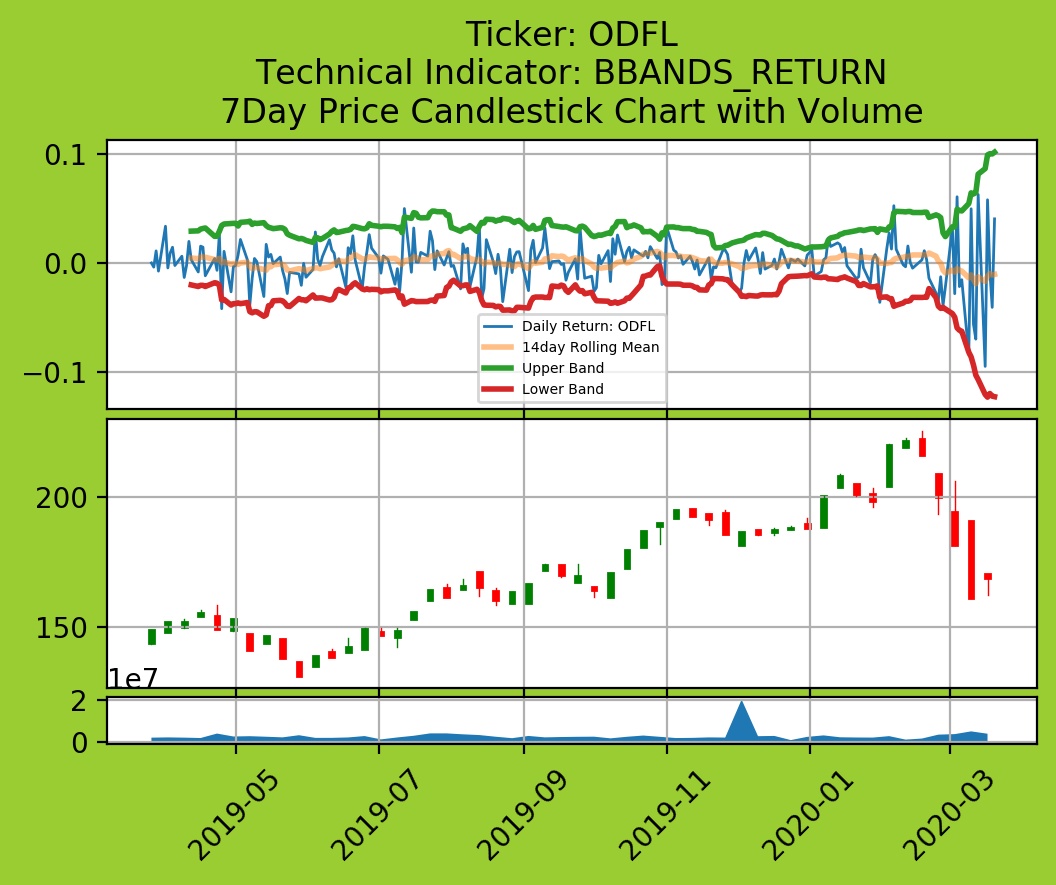 Ticker: ODFL
Technical Indicator: BBANDS_RETURN
7Day Price Candlestick Chart with Volume
0.1
0.0
−0.1
Daily Return: ODFL
14day Rolling Mean
Upper Band
Lower Band
200
150
1e7
2
0
2019-05
2019-07
2019-09
2019-11
2020-01
2020-03